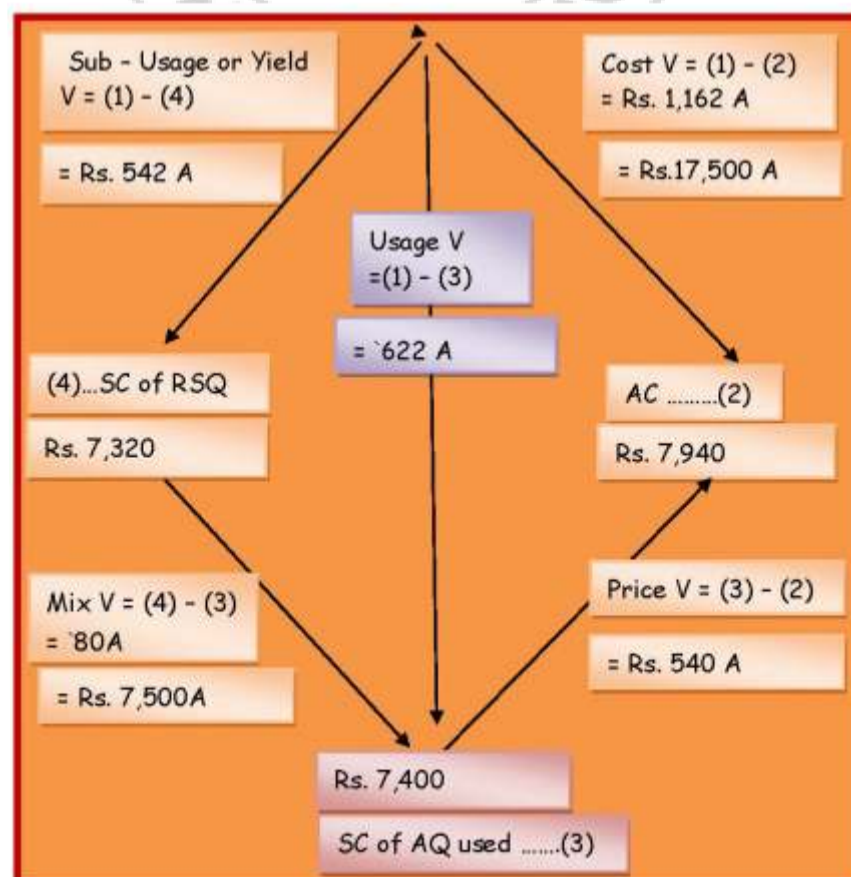 Sub - Usage or Yield
V = (1) - (4)
= Rs. 542 A
Cost V = (1) - (2)
= Rs. 1,162 A
= Rs.17,500 A
Usage V
=(1) - (3)
= `622 A
(4)...SC of RSQ
Rs. 7,320
AC .........(2)
Rs. 7,940
Mix V = (4) - (3)
= `80A
= Rs. 7,500A
Price V = (3) - (2)
= Rs. 540 A
Rs. 7,400
SC of AQ used .......(3)